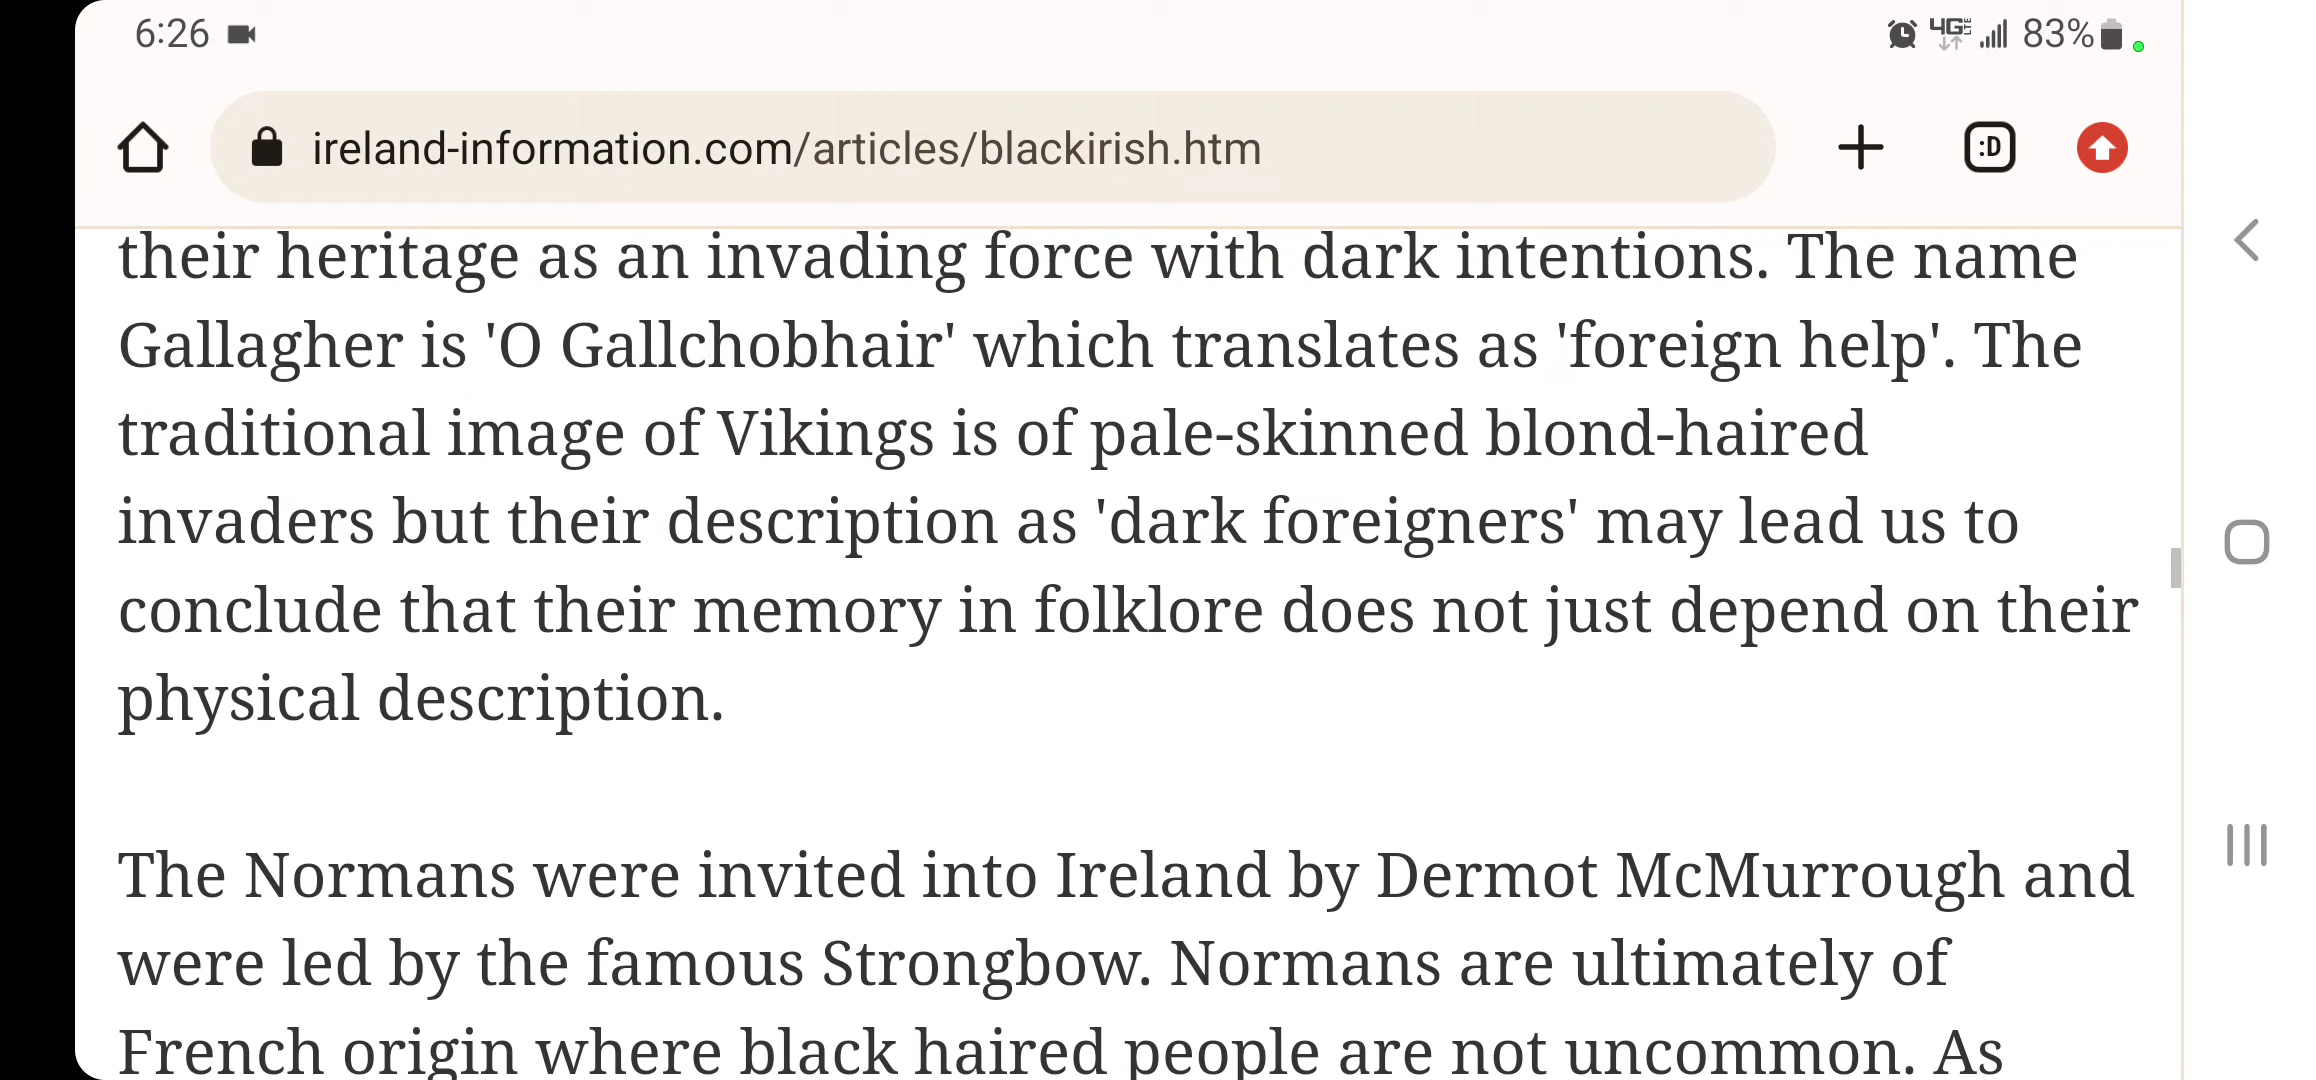 6:26
4G LTE 83%
ireland-information.com/articles/blackirish.htm
:D
their heritage as an invading force with dark intentions. The name
Gallagher is 'O Gallchobhair' which translates as 'foreign help'. The
traditional image of Vikings is of pale-skinned blond-haired
invaders but their description as 'dark foreigners' may lead us to
conclude that their memory in folklore does not just depend on their
physical description.
The Normans were invited into Ireland by Dermot McMurrough and
were led by the famous Strongbow. Normans are ultimately of
French origin where black haired people are not uncommon. As